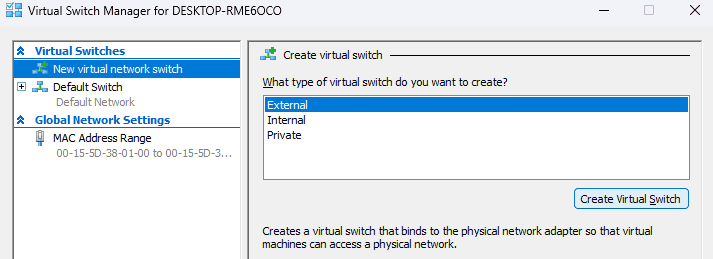 Virtual Switch Manager for DESKTOP-RME6OCO
Virtual Switches
New virtual network switch
Default Switch
Default Network
Global Network Settings
MAC Address Range
00-15-5D-38-01-00 to 00-15-5D-3...
Create virtual switch
What type of virtual switch do you want to create?
External
Internal
Private
Create Virtual Switch
Creates a virtual switch that binds to the physical network adapter so that virtual
machines can access a physical network.